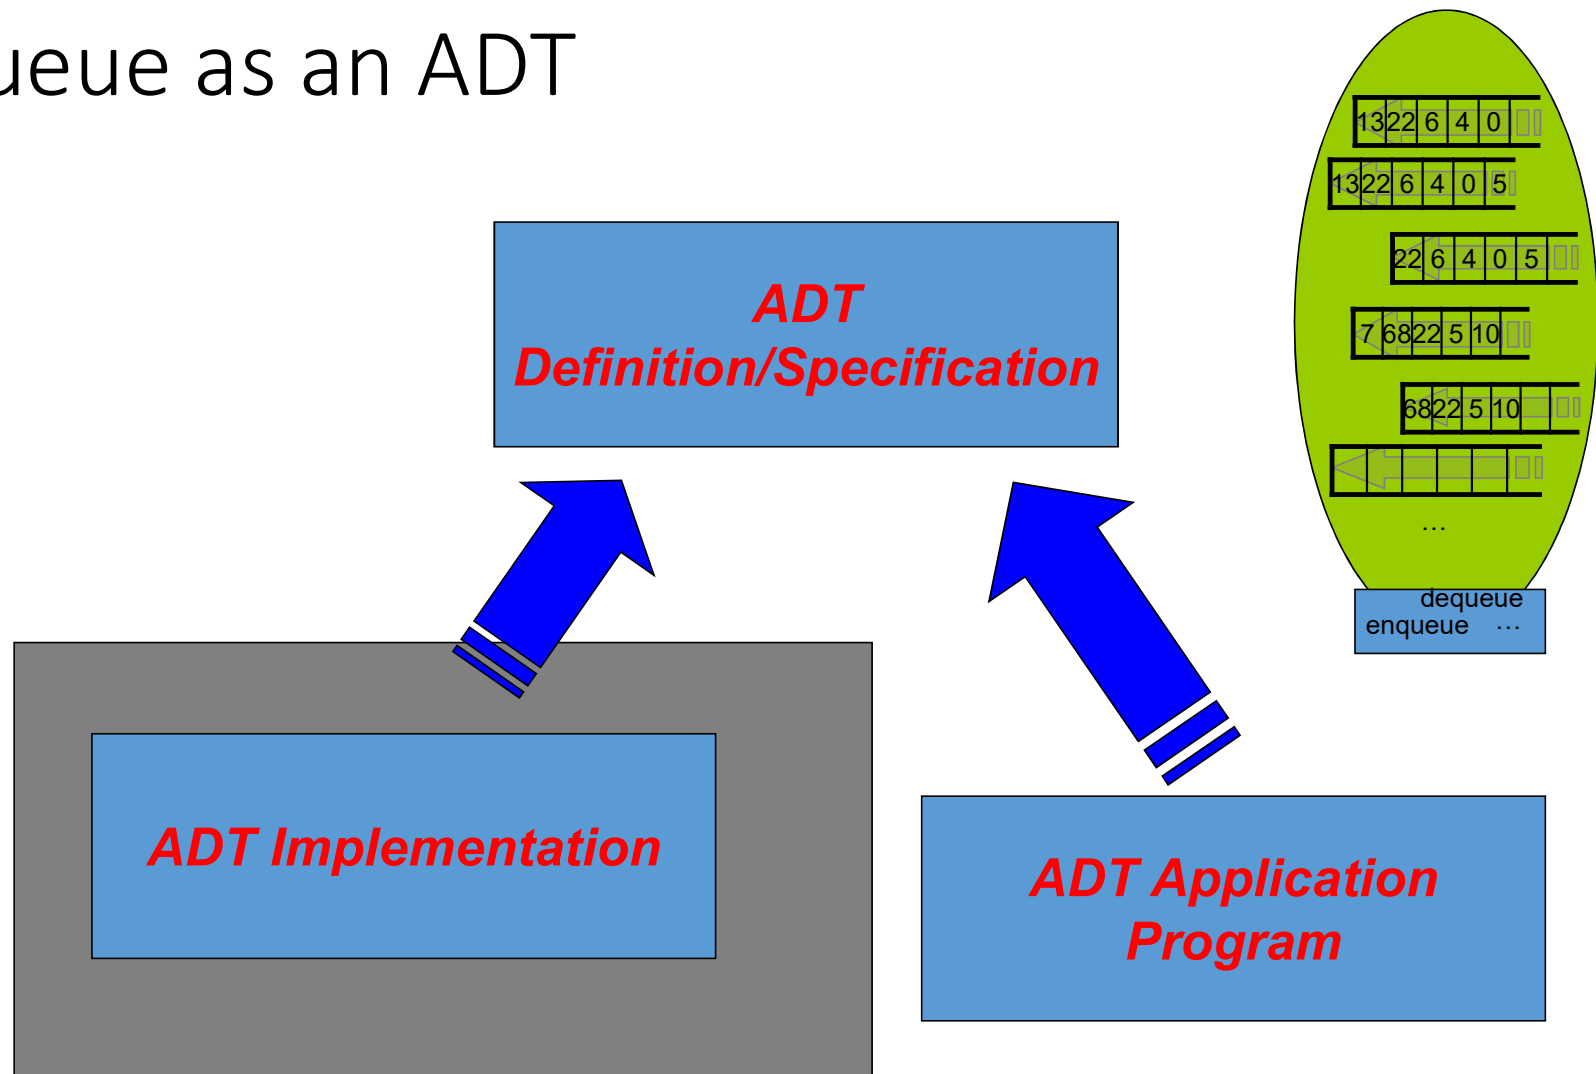 ueue as an ADT
13 22 6 4 0
13 22 6 4 0 5
22 6 4 0 5
7 68 22 5 10
68 22 5 10
…
dequeue
enqueue …
ADT
Definition/Specification
ADT Implementation
ADT Application
Program